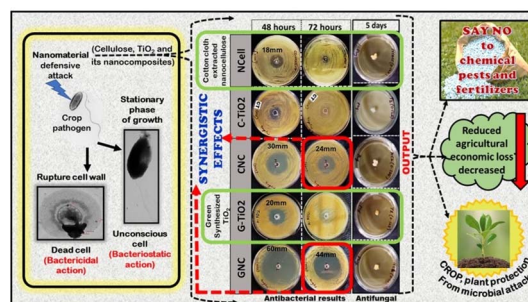 Nanomaterial
defensive attack
(Cellulose, TiO₂ and
its nanocomposites)
Crop
pathogen
Stationary
phase
of growth
Rupture cell wall
Dead cell
(Bactericidal
action)
Unconscious
cell
(Bacteriostatic
action)
SYNERGISTIC
EFFECTS
Cotton cloth
extracted
nanocellulose
Green
Synthesized
TiO₂
48 hours
72 hours
5 days
18mm
NCell
C-TiO2
30mm
24mm
CNC
20mm
G-TiO2
60mm
44mm
GNC
Antibacterial results
Antifungal
OUTPUT
SAY NO
to
chemical
pests and
fertilizers
Reduced
agricultural
economic loss
decreased
CROP plant protecion
From microbial attack